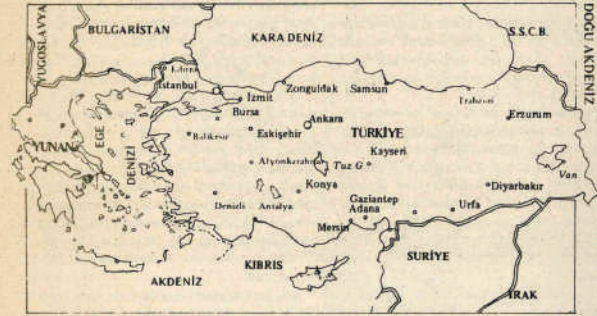 YUGOSLAVYA
BULGARİSTAN
KARA DENİZ
S.S.C.B.
DOĞU AKDENİZ
Edirne
İstanbul
İzmit
Zonguldak
Samsun
Trabzon
Bursa
Ankara
Erzurum
YUNAN.
EGE
DENİZİ
Balıkesir
Eskişehir
TÜRKİYE
Kayseri
Afyonkarahisar
Tuz G
Van
Denizli
Antalya
Konya
Gaziantep
Adana
Mersin
Urfa
Diyarbakır
AKDENİZ
KIBRIS
SURİYE
IRAK